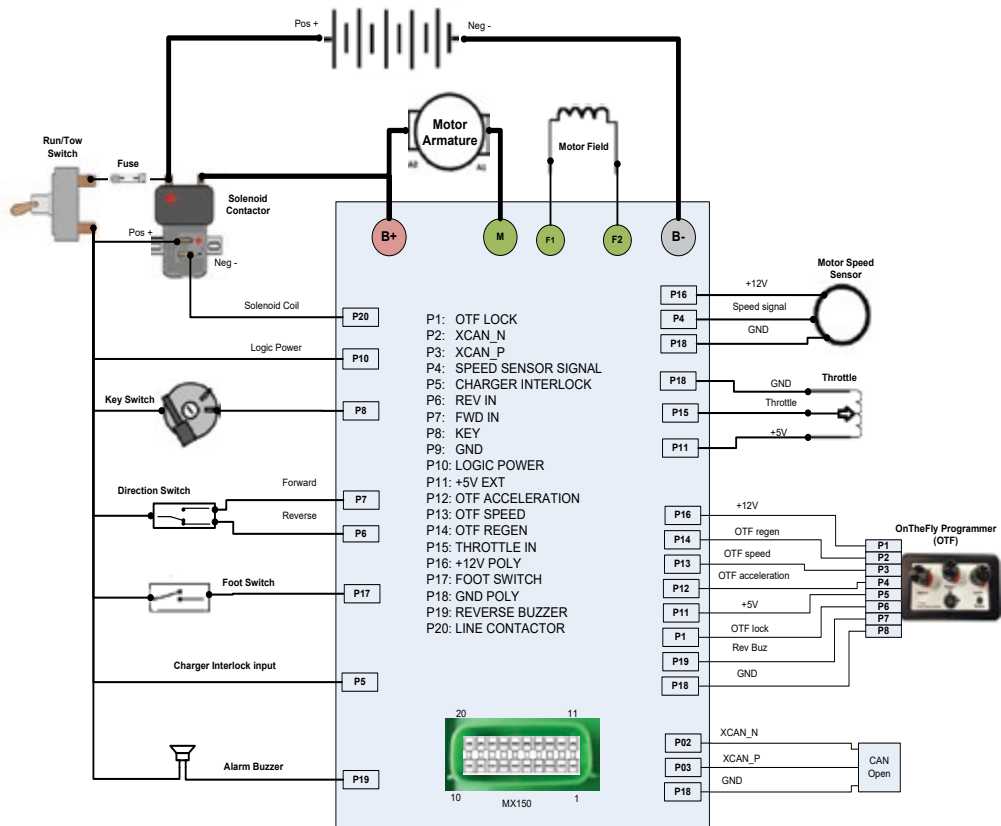 Pos +
Neg -
Motor
Armature
A2
A1
Motor Field
Run/Tow
Switch
Fuse
Solenoid
Contactor
Pos +
Neg -
B+
M
F1
F2
B-
Solenoid Coil
P20
Logic Power
P10
Key Switch
P8
Direction Switch
Forward
P7
Reverse
P6
Foot Switch
P17
Charger Interlock input
P5
Alarm Buzzer
P19
P1: OTF LOCK
P2: XCAN_N
P3: XCAN_P
P4: SPEED SENSOR SIGNAL
P5: CHARGER INTERLOCK
P6: REV IN
P7: FWD IN
P8: KEY
P9: GND
P10: LOGIC POWER
P11: +5V EXT
P12: OTF ACCELERATION
P13: OTF SPEED
P14: OTF REGEN
P15: THROTTLE IN
P16: +12V POLY
P17: FOOT SWITCH
P18: GND POLY
P19: REVERSE BUZZER
P20: LINE CONTACTOR
20
11
10
1
MX150
Motor Speed
Sensor
P16
+12V
P4
Speed signal
P18
GND
Throttle
P18
GND
P15
Throttle
P11
+5V
OnTheFly Programmer
(OTF)
P16
+12V
P14
OTF regen
P13
OTF speed
P12
OTF acceleration
P11
+5V
P1
OTF lock
P19
Rev Buz
P18
GND
P1
P2
P3
P4
P5
P6
P7
P8
P02
XCAN_N
P03
XCAN_P
P18
GND
CAN
Open